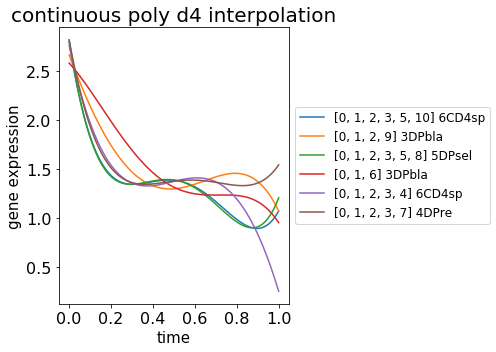 continuous poly d4 interpolation
gene expression
2.5
2.0
1.5
1.0
0.5
0.0 0.2 0.4 0.6 0.8 1.0
time
[0, 1, 2, 3, 5, 10] 6CD4sp
[0, 1, 2, 9] 3DPbla
[0, 1, 2, 3, 5, 8] 5DPsel
[0, 1, 6] 3DPbla
[0, 1, 2, 3, 4] 6CD4sp
[0, 1, 2, 3, 7] 4DPre